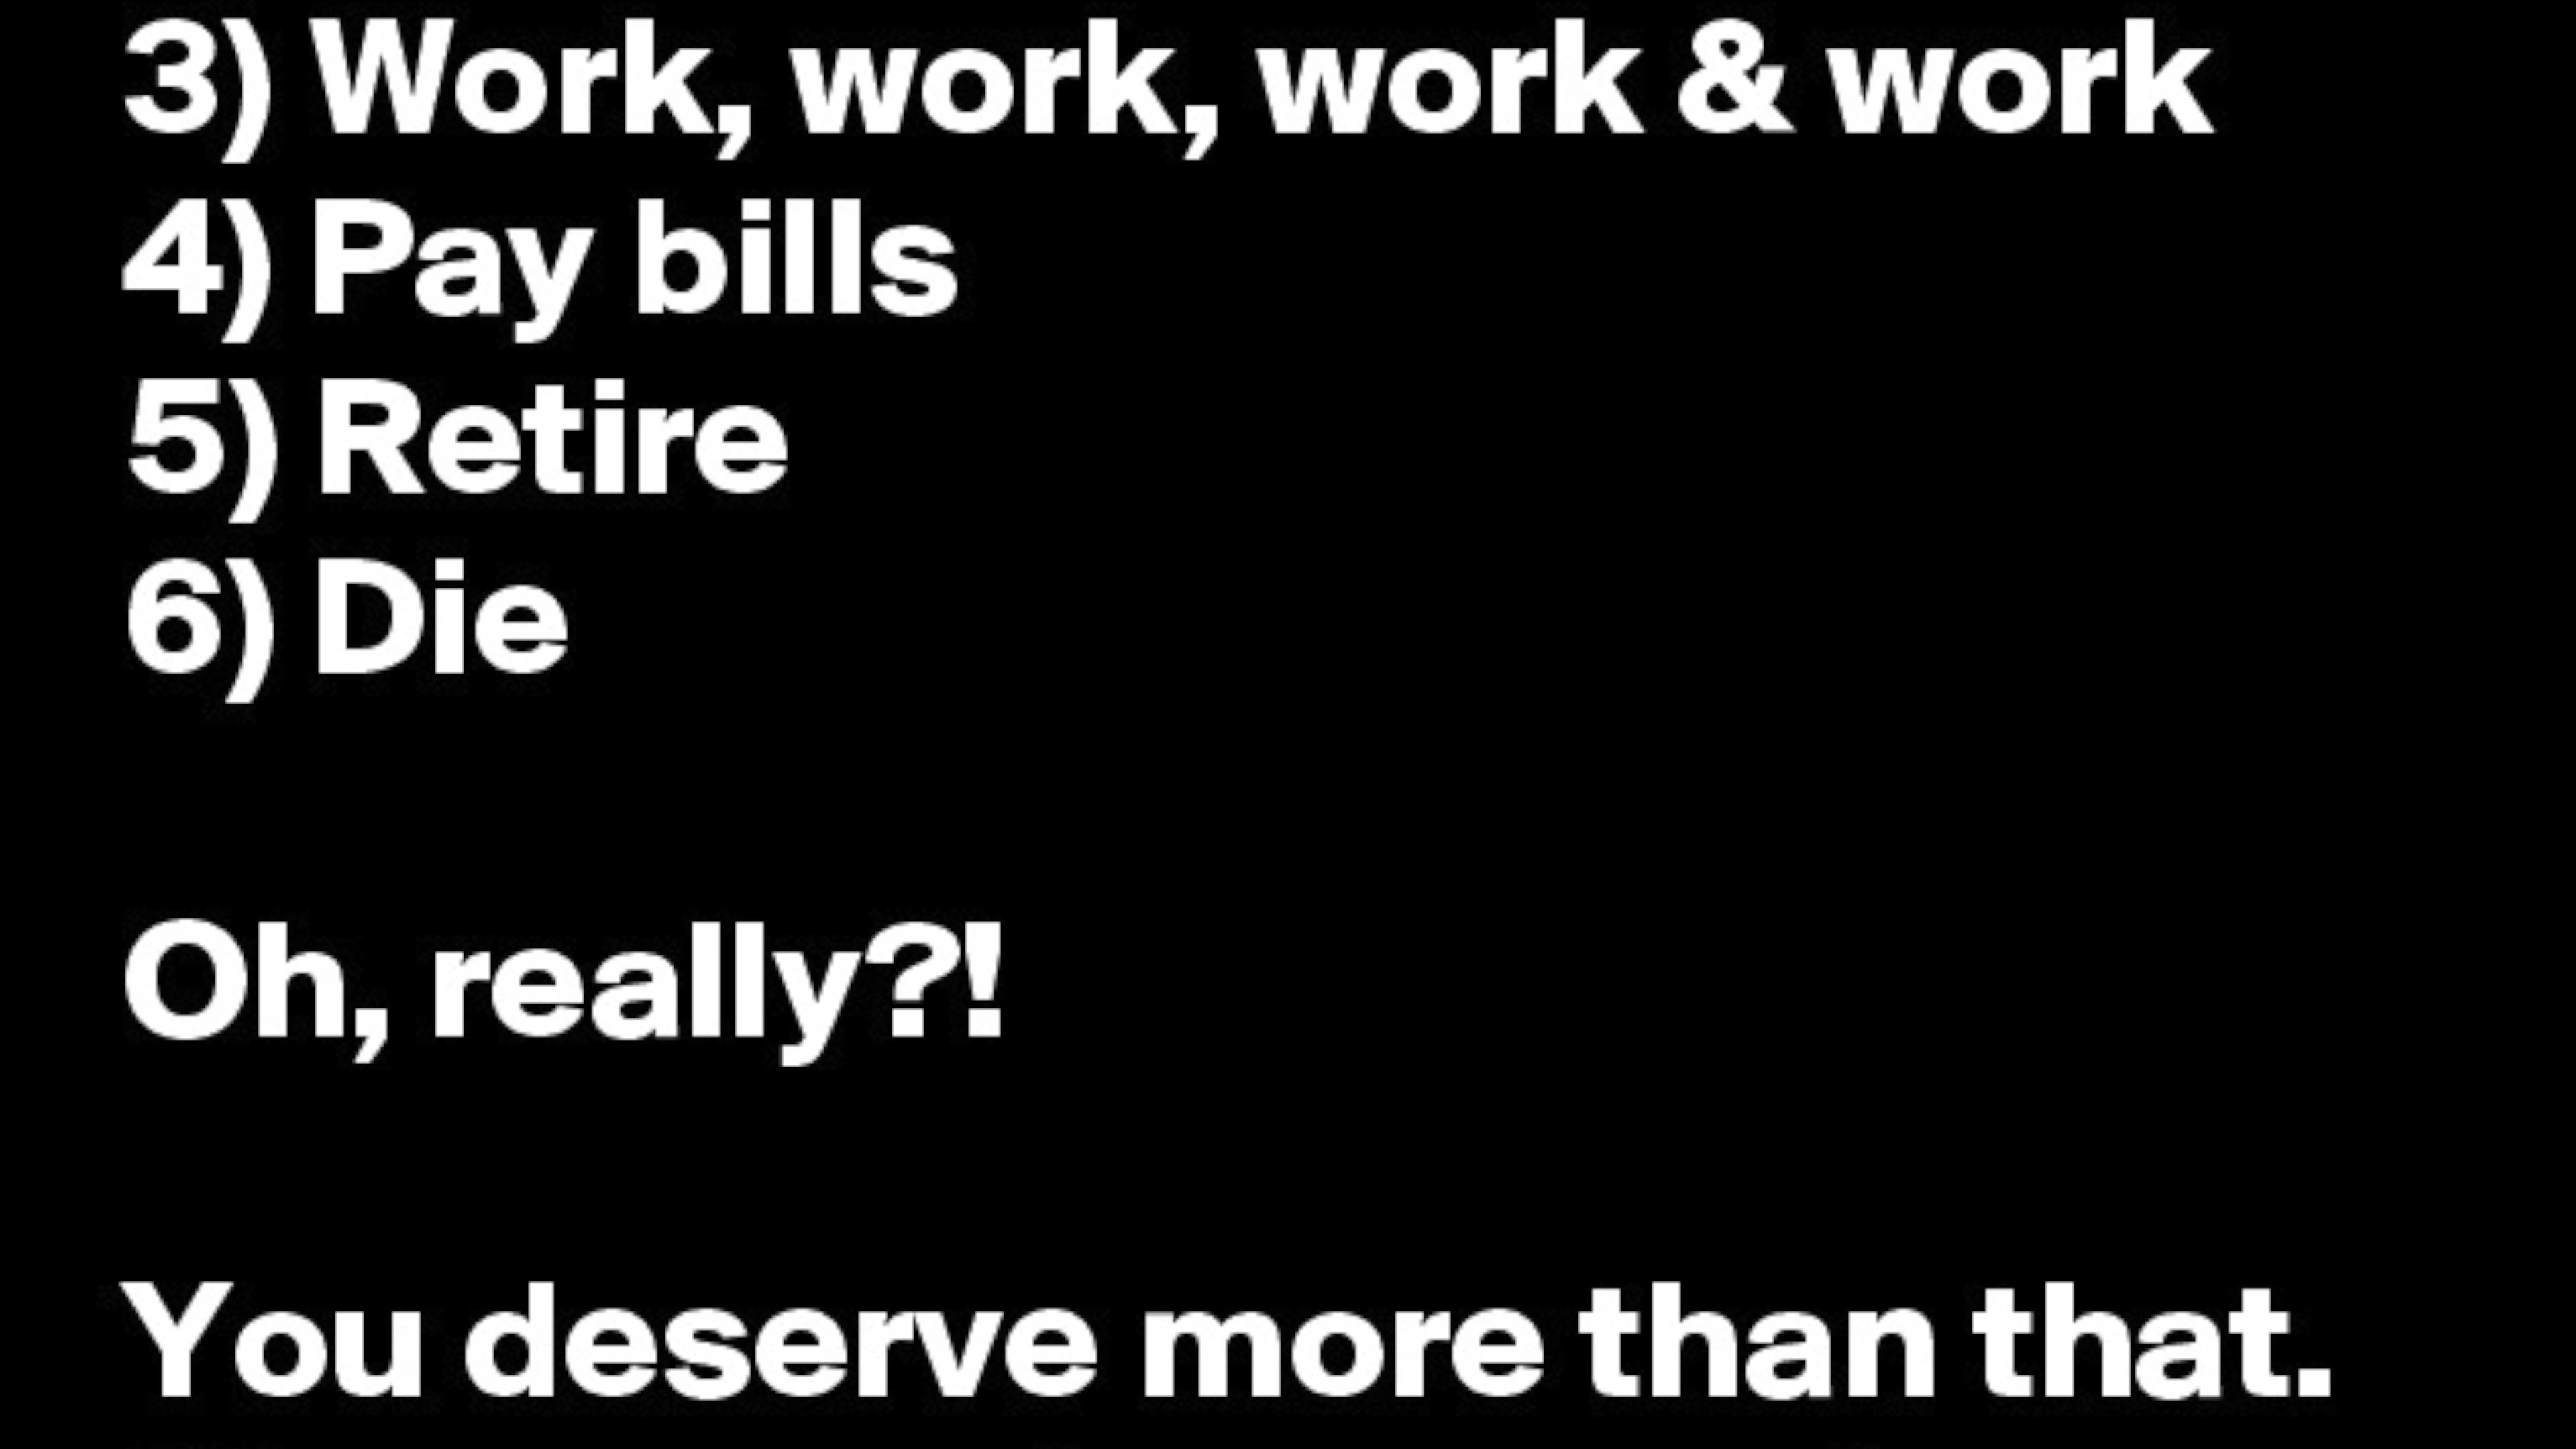 3) Work, work, work & work
4) Pay bills
5) Retire
6) Die
Oh, really?!
You deserve more than that.